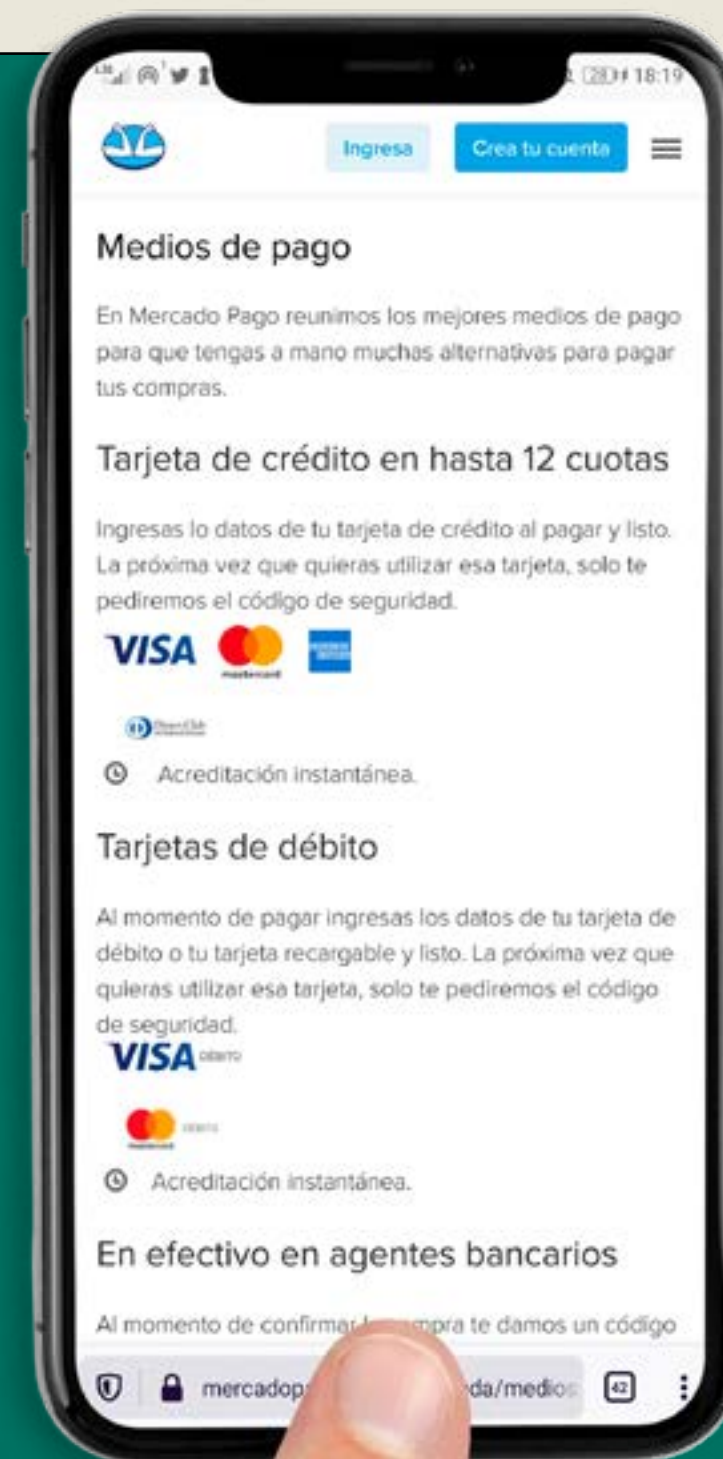 28 18:19
Ingresa Crea tu cuenta
Medios de pago
En Mercado Pago reunimos los mejores medios de pago
para que tengas a mano muchas alternativas para pagar
tus compras.
Tarjeta de crédito en hasta 12 cuotas
Ingresas lo datos de tu tarjeta de crédito al pagar y listo.
La próxima vez que quieras utilizar esa tarjeta, solo te
pediremos el código de seguridad.
VISA mastercard
Acreditación instantánea.
Tarjetas de débito
Al momento de pagar ingresas los datos de tu tarjeta de
débito o tu tarjeta recargable y listo. La próxima vez que
quieras utilizar esa tarjeta, solo te pediremos el código
de seguridad.
VISA DÉBITO
Acreditación instantánea.
En efectivo en agentes bancarios
Al momento de confirmar te damos un código
mercadop da/medios 42